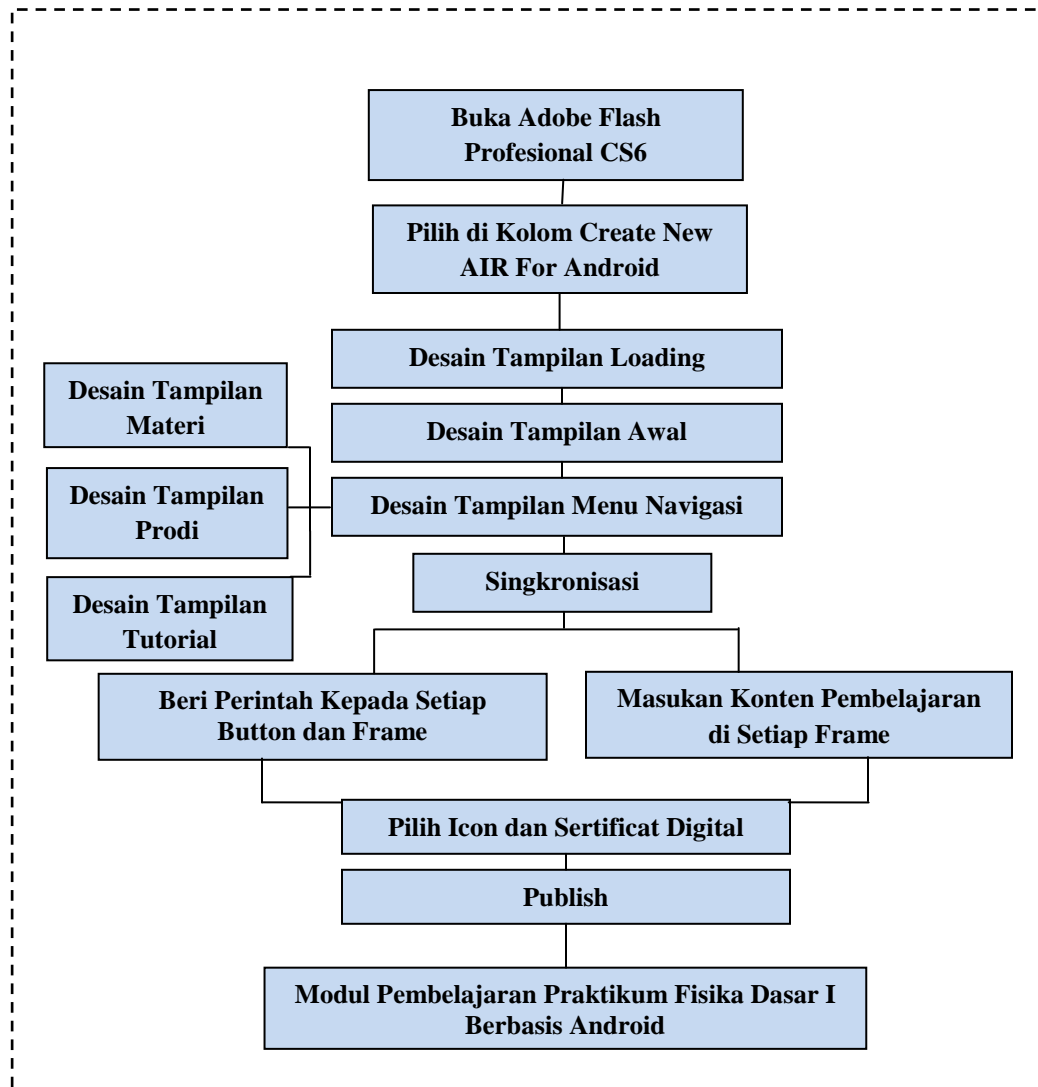 Buka Adobe Flash
Profesional CS6
Pilih di Kolom Create New
AIR For Android
Desain Tampilan Loading
Desain Tampilan
Materi
Desain Tampilan Awal
Desain Tampilan
Prodi
Desain Tampilan Menu Navigasi
Singkronisasi
Desain Tampilan
Tutorial
Beri Perintah Kepada Setiap
Button dan Frame
Masukan Konten Pembelajaran
di Setiap Frame
Pilih Icon dan Sertificat Digital
Publish
Modul Pembelajaran Praktikum Fisika Dasar I
Berbasis Android